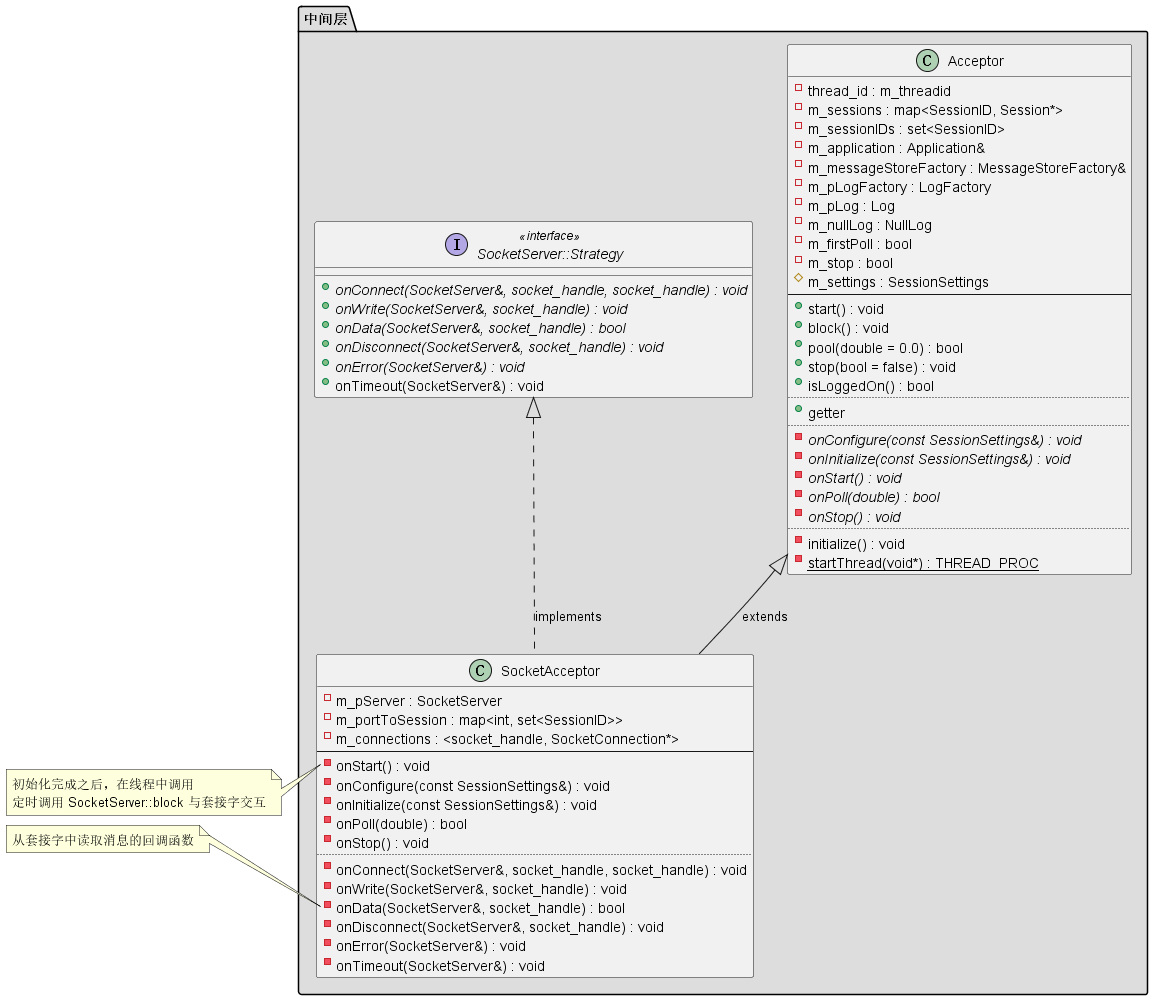 中间层
Acceptor
thread_id : m_threadid
m_sessions : map<SessionID, Session*>
m_sessionIDs : set<SessionID>
m_application : Application&
m_messageStoreFactory : MessageStoreFactory&
m_pLogFactory : LogFactory
m_pLog : Log
m_nullLog : NullLog
m_firstPoll : bool
m_stop : bool
m_settings : SessionSettings
start() : void
block() : void
pool(double = 0.0) : bool
stop(bool = false) : void
isLoggedOn() : bool
getter
onConfigure(const SessionSettings&) : void
onInitialize(const SessionSettings&) : void
onStart() : void
onPoll(double) : bool
onStop() : void
initialize() : void
startThread(void*) : THREAD_PROC
I
«interface»
SocketServer::Strategy
onConnect(SocketServer&, socket_handle, socket_handle) : void
onWrite(SocketServer&, socket_handle) : void
onData(SocketServer&, socket_handle) : bool
onDisconnect(SocketServer&, socket_handle) : void
onError(SocketServer&) : void
onTimeout(SocketServer&) : void
implements
extends
C
SocketAcceptor
m_pServer : SocketServer
m_portToSession : map<int, set<SessionID>>
m_connections : <socket_handle, SocketConnection*>
onStart() : void
onConfigure(const SessionSettings&) : void
onInitialize(const SessionSettings&) : void
onPoll(double) : bool
onStop() : void
onConnect(SocketServer&, socket_handle, socket_handle) : void
onWrite(SocketServer&, socket_handle) : void
onData(SocketServer&, socket_handle) : bool
onDisconnect(SocketServer&, socket_handle) : void
onError(SocketServer&) : void
onTimeout(SocketServer&) : void
初始化完成之后，在线程中调用
定时调用 SocketServer::block 与套接字交互
从套接字中读取消息的回调函数